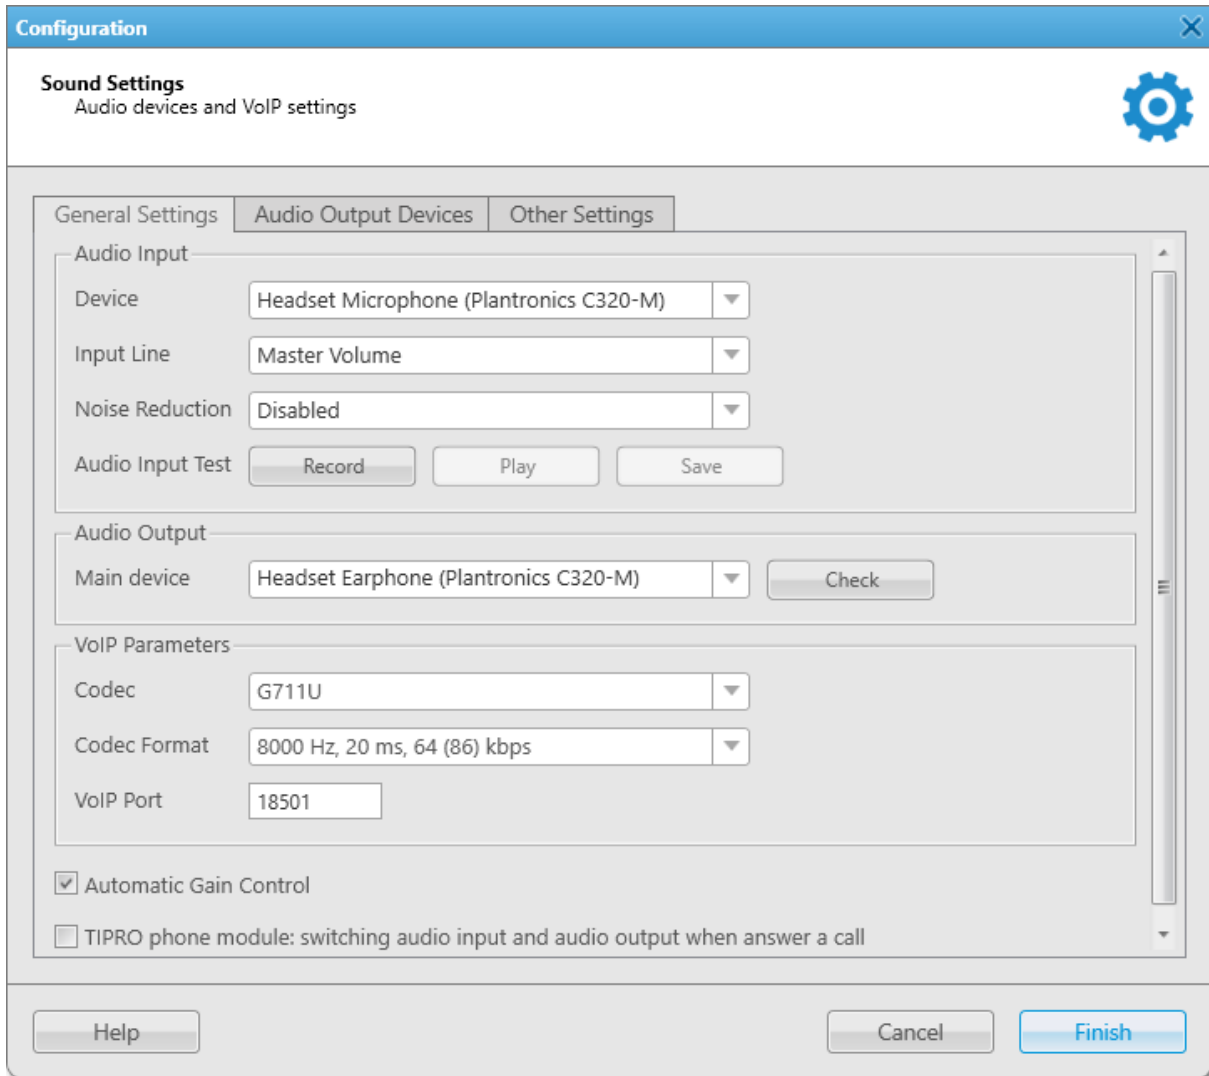 Configuration
Sound Settings
Audio devices and VoIP settings
General Settings Audio Output Devices Other Settings
Audio Input
Device Headset Microphone (Plantronics C320-M)
Input Line Master Volume
Noise Reduction Disabled
Audio Input Test Record Play Save
Audio Output
Main device Headset Earphone (Plantronics C320-M) Check
VoIP Parameters
Codec G711U
Codec Format 8000 Hz, 20 ms, 64 (86) kbps
VoIP Port 18501
Automatic Gain Control
TIPRO phone module: switching audio input and audio output when answer a call
Help Cancel Finish